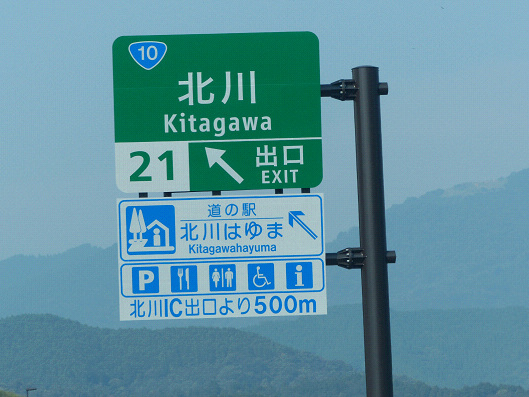 10
北川
Kitagawa
21 出口
EXIT
道の駅
北川はゆま
Kitagawahayuma
P i
北川IC出口より500m